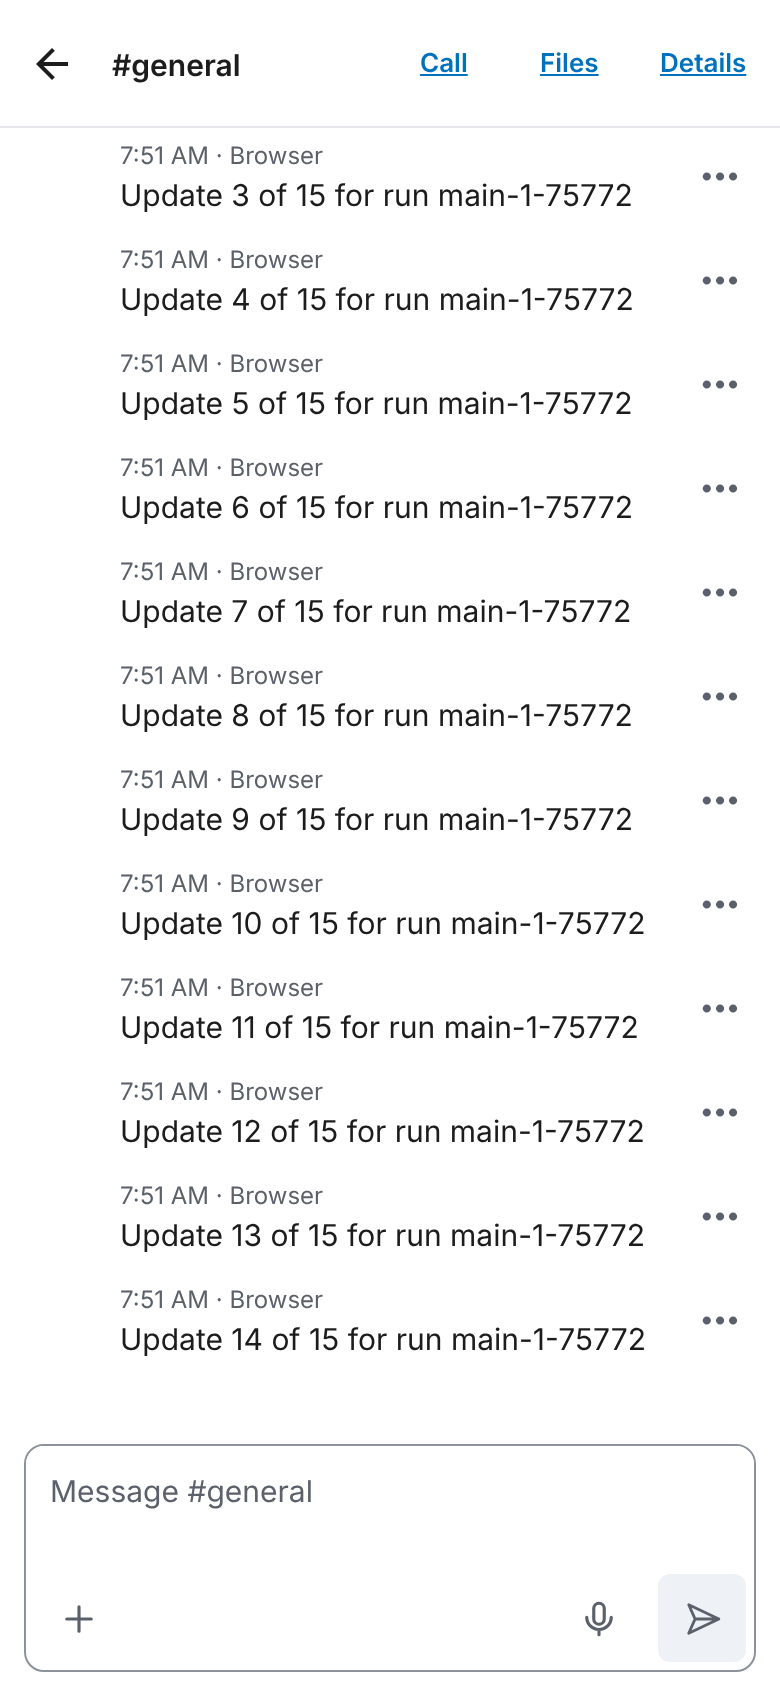 #general
Call
Files
Details
7:51 AM · Browser
Update 3 of 15 for run main-1-75772
7:51 AM · Browser
Update 4 of 15 for run main-1-75772
7:51 AM · Browser
Update 5 of 15 for run main-1-75772
7:51 AM · Browser
Update 6 of 15 for run main-1-75772
7:51 AM · Browser
Update 7 of 15 for run main-1-75772
7:51 AM · Browser
Update 8 of 15 for run main-1-75772
7:51 AM · Browser
Update 9 of 15 for run main-1-75772
7:51 AM · Browser
Update 10 of 15 for run main-1-75772
7:51 AM · Browser
Update 11 of 15 for run main-1-75772
7:51 AM · Browser
Update 12 of 15 for run main-1-75772
7:51 AM · Browser
Update 13 of 15 for run main-1-75772
7:51 AM · Browser
Update 14 of 15 for run main-1-75772
Message #general